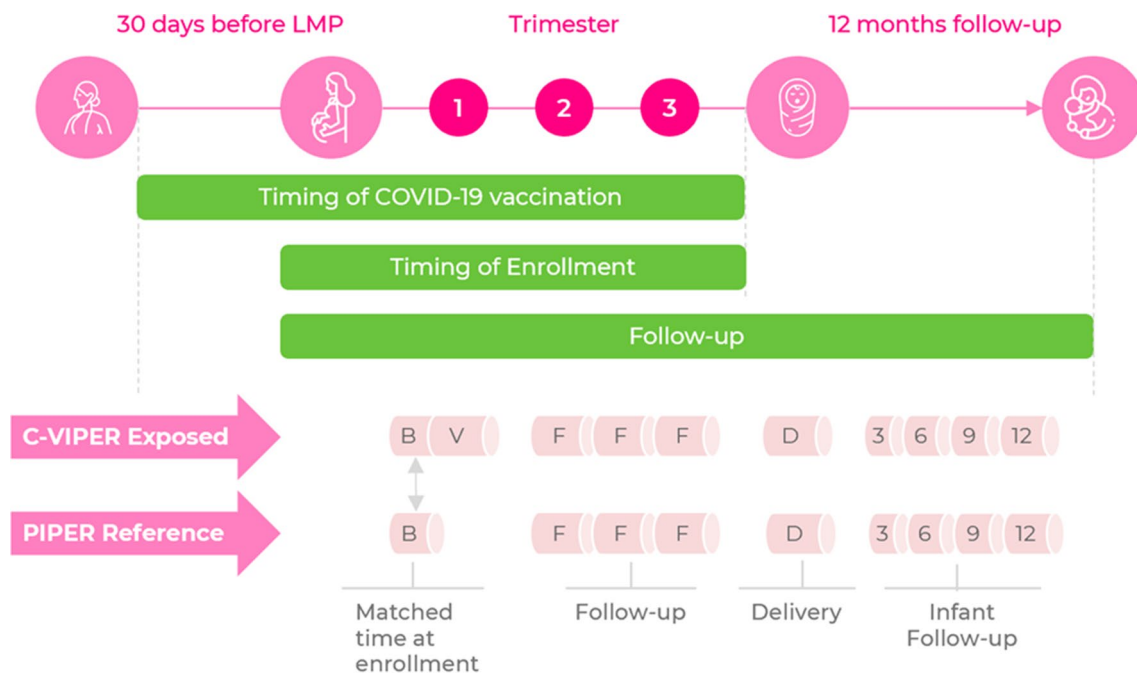 30 days before LMP
Trimester
12 months follow-up
1
2
3
Timing of COVID-19 vaccination
Timing of Enrollment
Follow-up
C-VIPER Exposed
B
V
F
F
F
D
3
6
9
12
PIPER Reference
B
F
F
F
D
3
6
9
12
Matched
time at
enrollment
Follow-up
Delivery
Infant
Follow-up